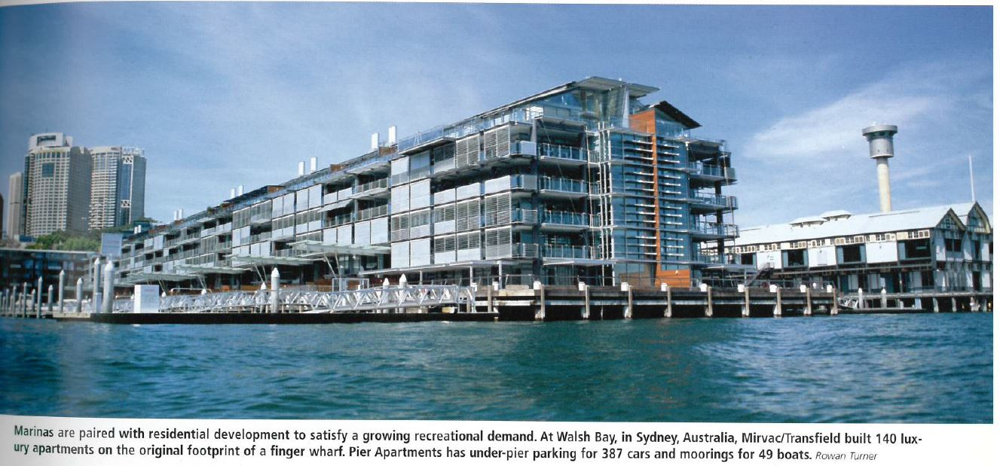 Marinas are paired with residential development to satisfy a growing recreational demand. At Walsh Bay, in Sydney, Australia, Mirvac/Transfield built 140 lux-
ury apartments on the original footprint of a finger wharf. Pier Apartments has under-pier parking for 387 cars and moorings for 49 boats. Rowan Turner